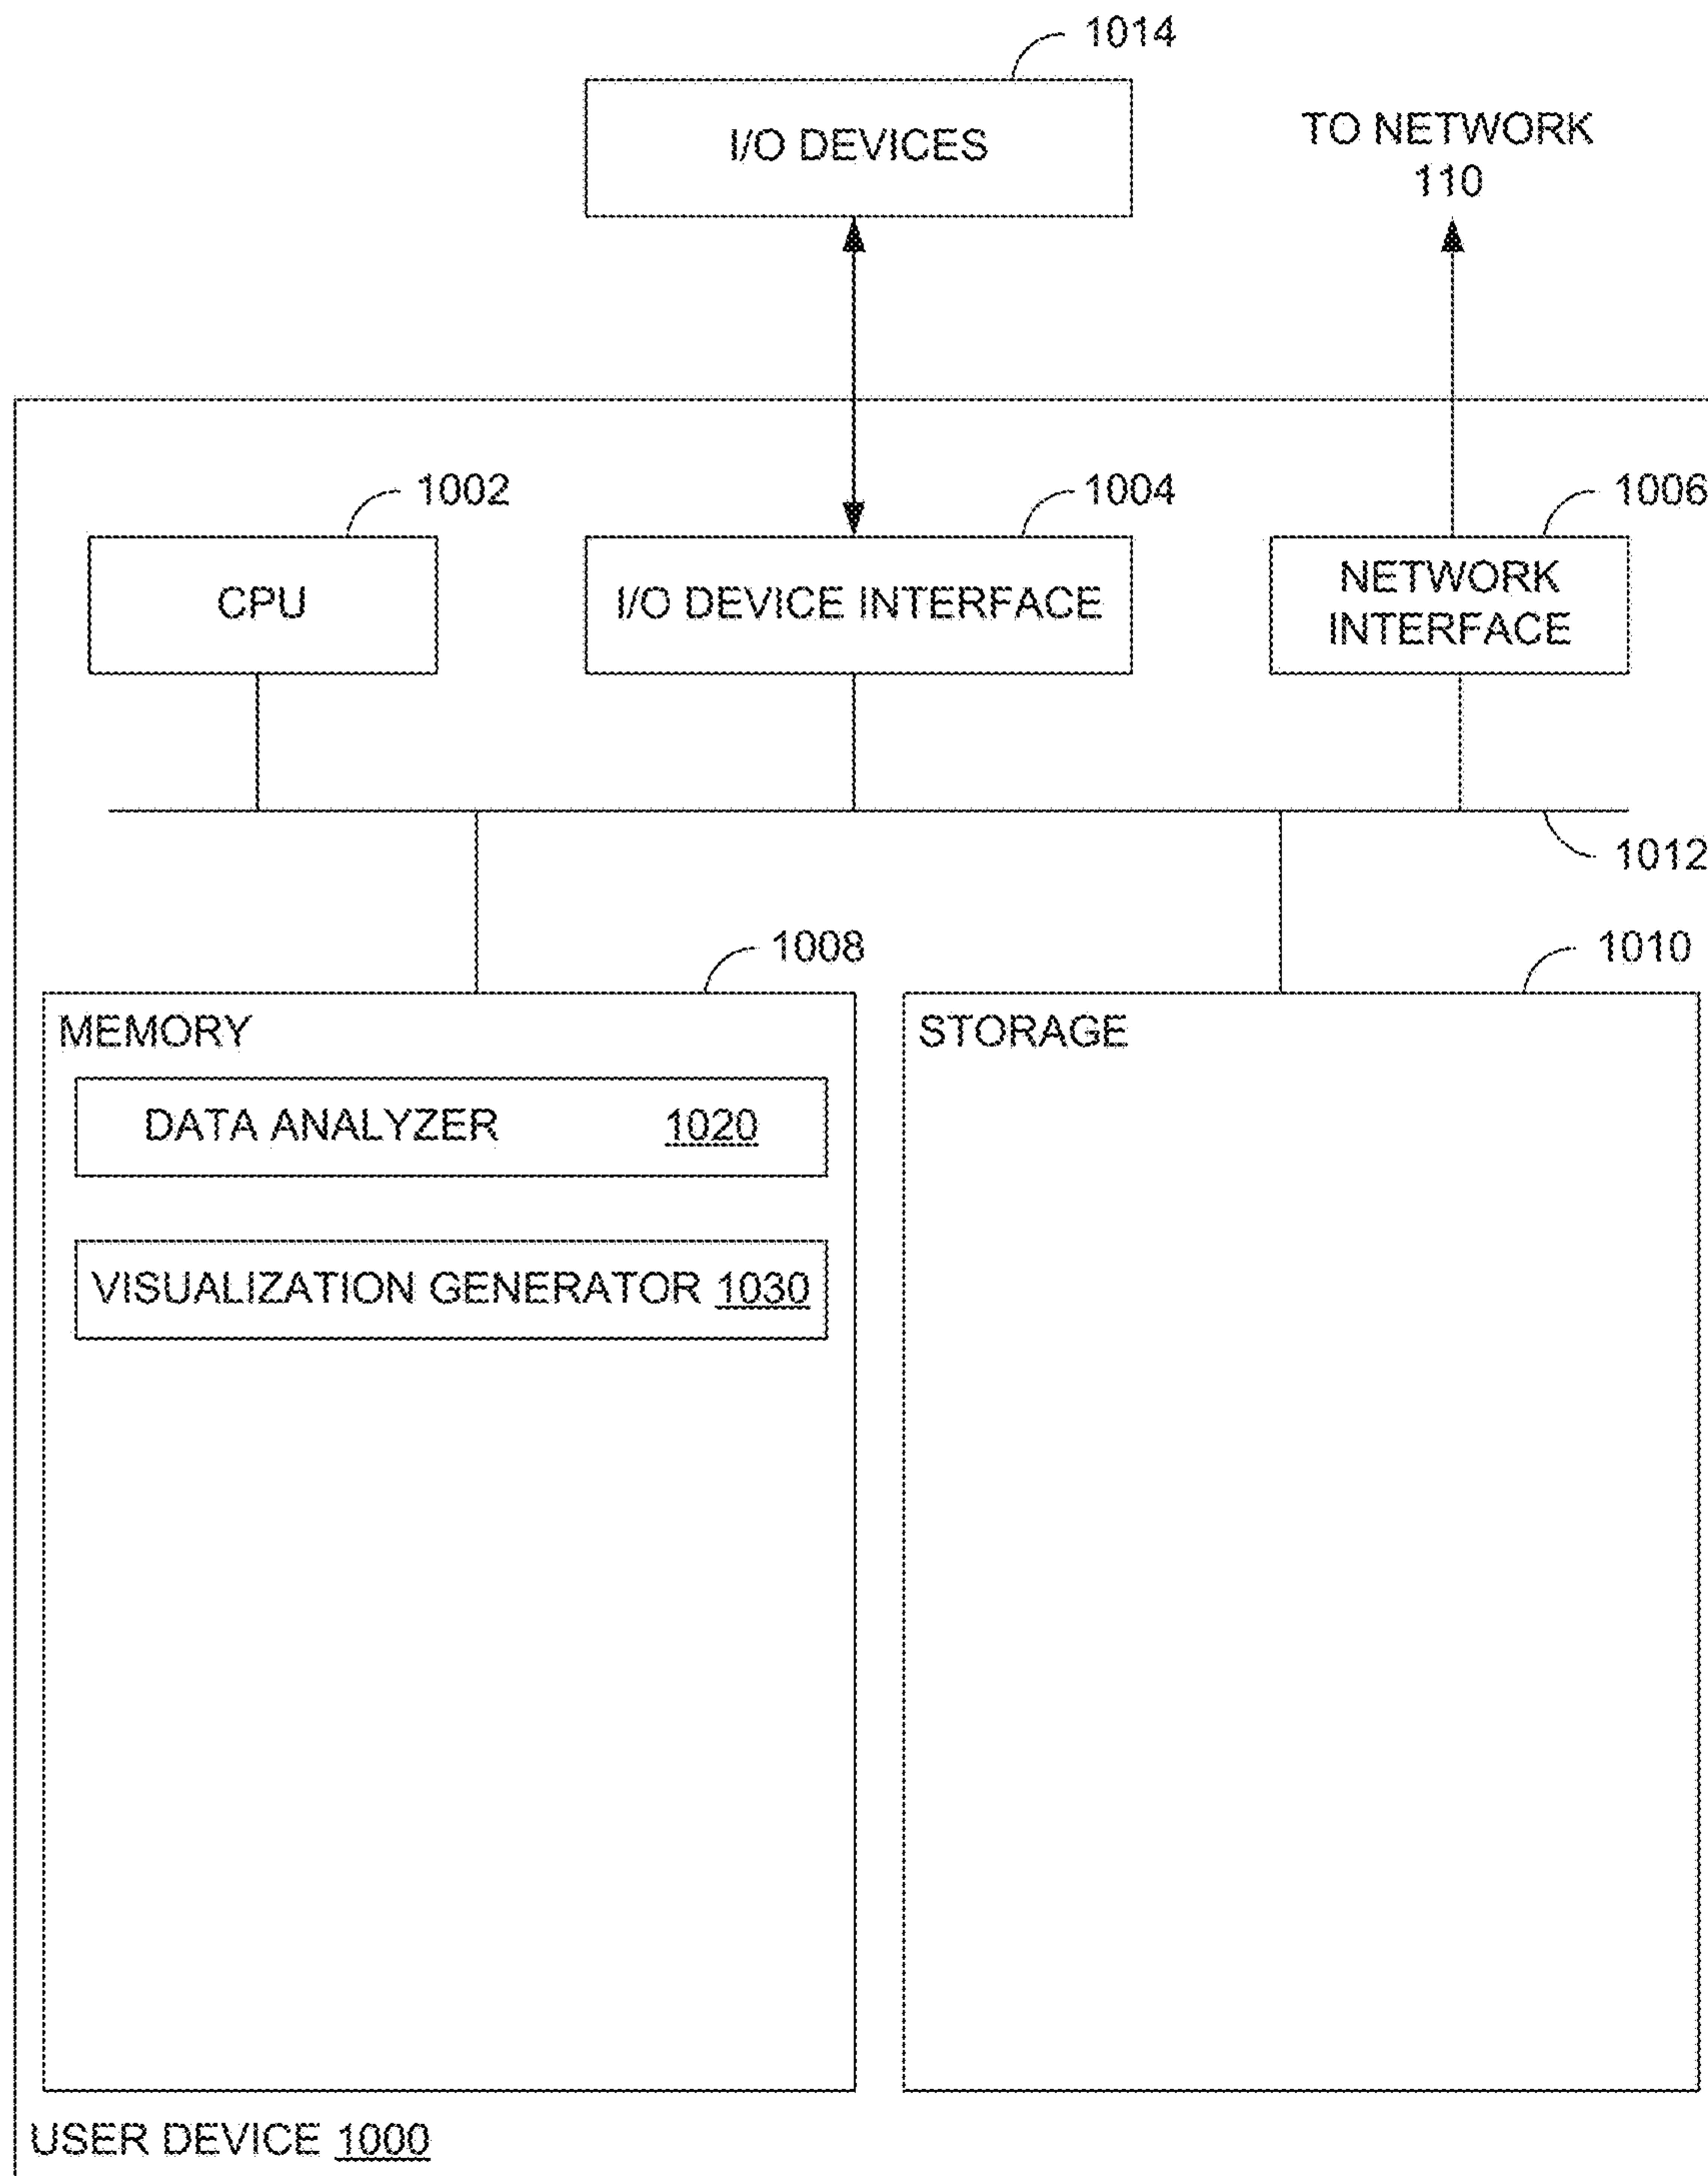 1014
I/O DEVICES
TO NETWORK
110
1002
1004
1006
CPU
I/O DEVICE INTERFACE
NETWORK
INTERFACE
1012
1008
1010
MEMORY
STORAGE
DATA ANALYZER 1020
VISUALIZATION GENERATOR 1030
USER DEVICE 1000